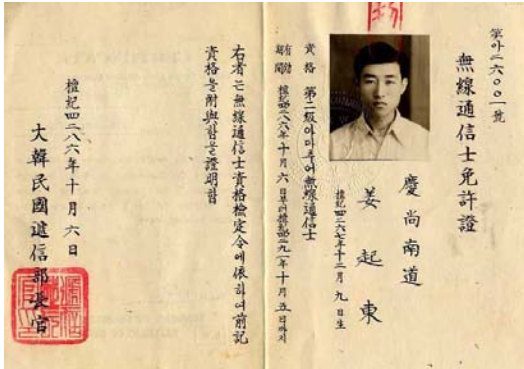 第아二六〇〇一號
無線通信士免許證
慶尙南道
姜起東
檀紀四二六七年十二月九日生
資格 第二級아마추어無線通信士
有効期間 檀紀四二八六年十月六日부터檀紀四二九一年十月五日까지
右者는無線通信士資格檢定令에依하여前記
資格을附與함을證明함
檀紀四二八六年十月六日
大韓民國遞信部長官